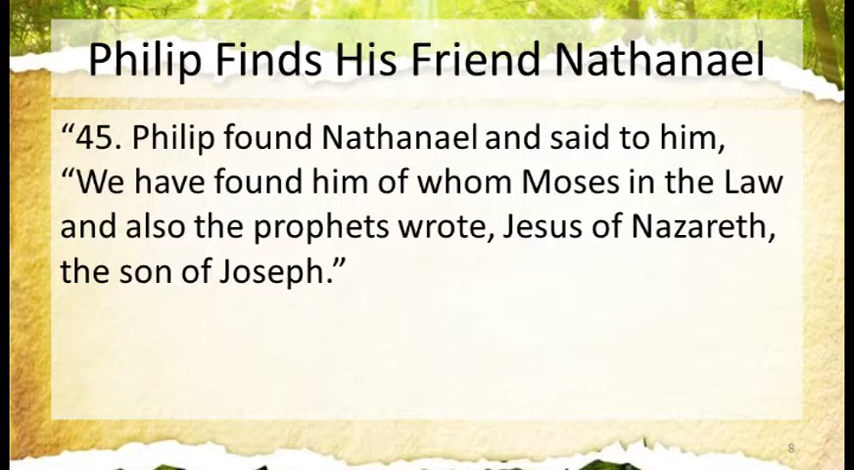 Philip Finds His Friend Nathanael
“45. Philip found Nathanael and said to him,
“We have found him of whom Moses in the Law
and also the prophets wrote, Jesus of Nazareth,
the son of Joseph.”
8